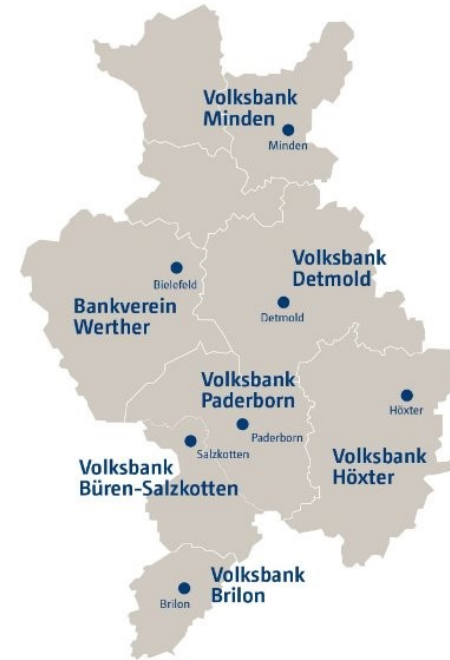 Volksbank
Minden
Minden
Volksbank
Detmold
Bielefeld
Detmold
Bankverein
Werther
Volksbank
Paderborn
Höxter
Paderborn
Salzkotten
Volksbank
Höxter
Volksbank
Büren-Salzkotten
Volksbank
Brilon
Brilon